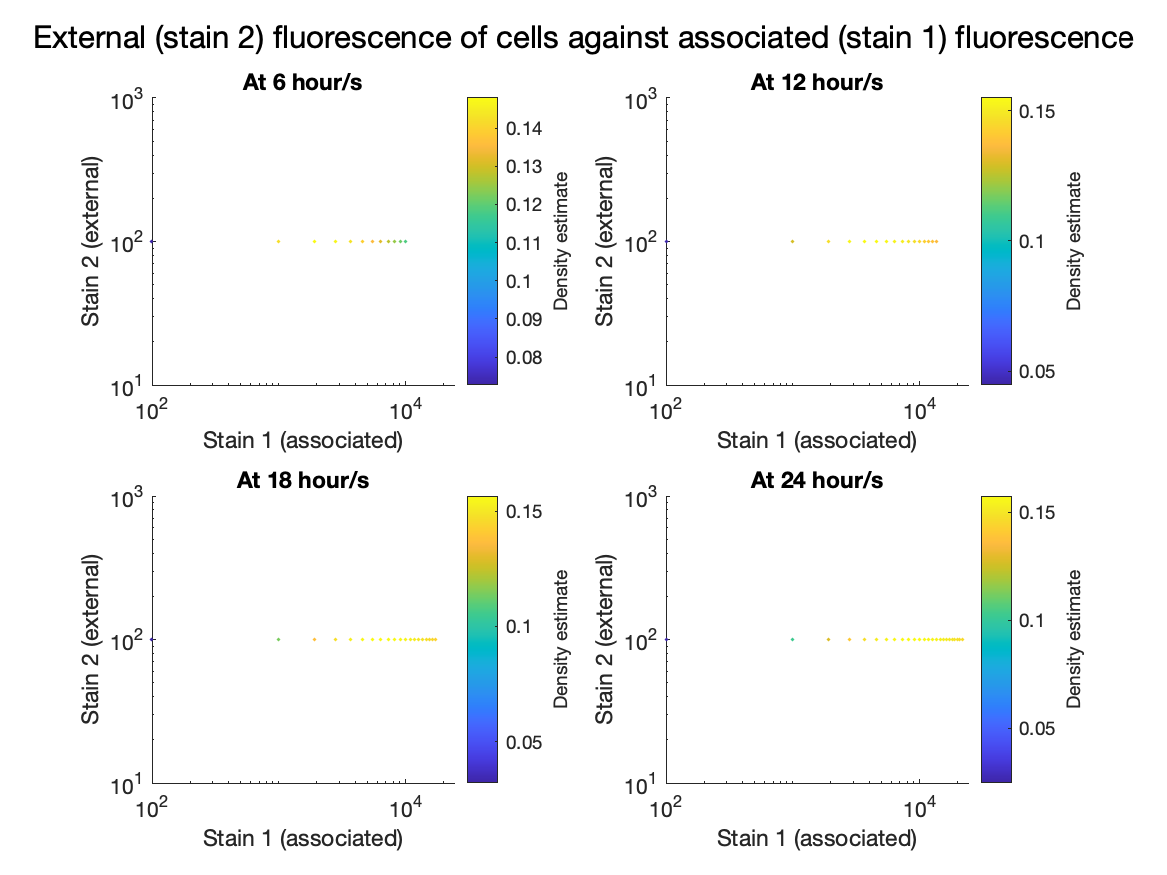 External (stain 2) fluorescence of cells against associated (stain 1) fluorescence
At 6 hour/s
10^3
10^2
10^1
Stain 2 (external)
10^2
10^4
Stain 1 (associated)
0.14
0.13
0.12
0.11
0.1
0.09
0.08
Density estimate
At 12 hour/s
10^3
10^2
10^1
Stain 2 (external)
10^2
10^4
Stain 1 (associated)
0.15
0.1
0.05
Density estimate
At 18 hour/s
10^3
10^2
10^1
Stain 2 (external)
10^2
10^4
Stain 1 (associated)
0.15
0.1
0.05
Density estimate
At 24 hour/s
10^3
10^2
10^1
Stain 2 (external)
10^2
10^4
Stain 1 (associated)
0.15
0.1
0.05
Density estimate